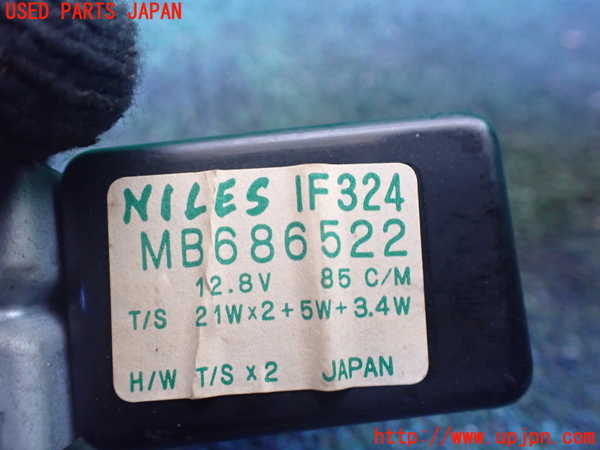 USED PARTS JAPAN
NILES IF324
MB686522
12.8V 85 C/M
T/S 21W×2+5W+3.4W
H/W T/S×2 JAPAN
http://www.upjpn.com